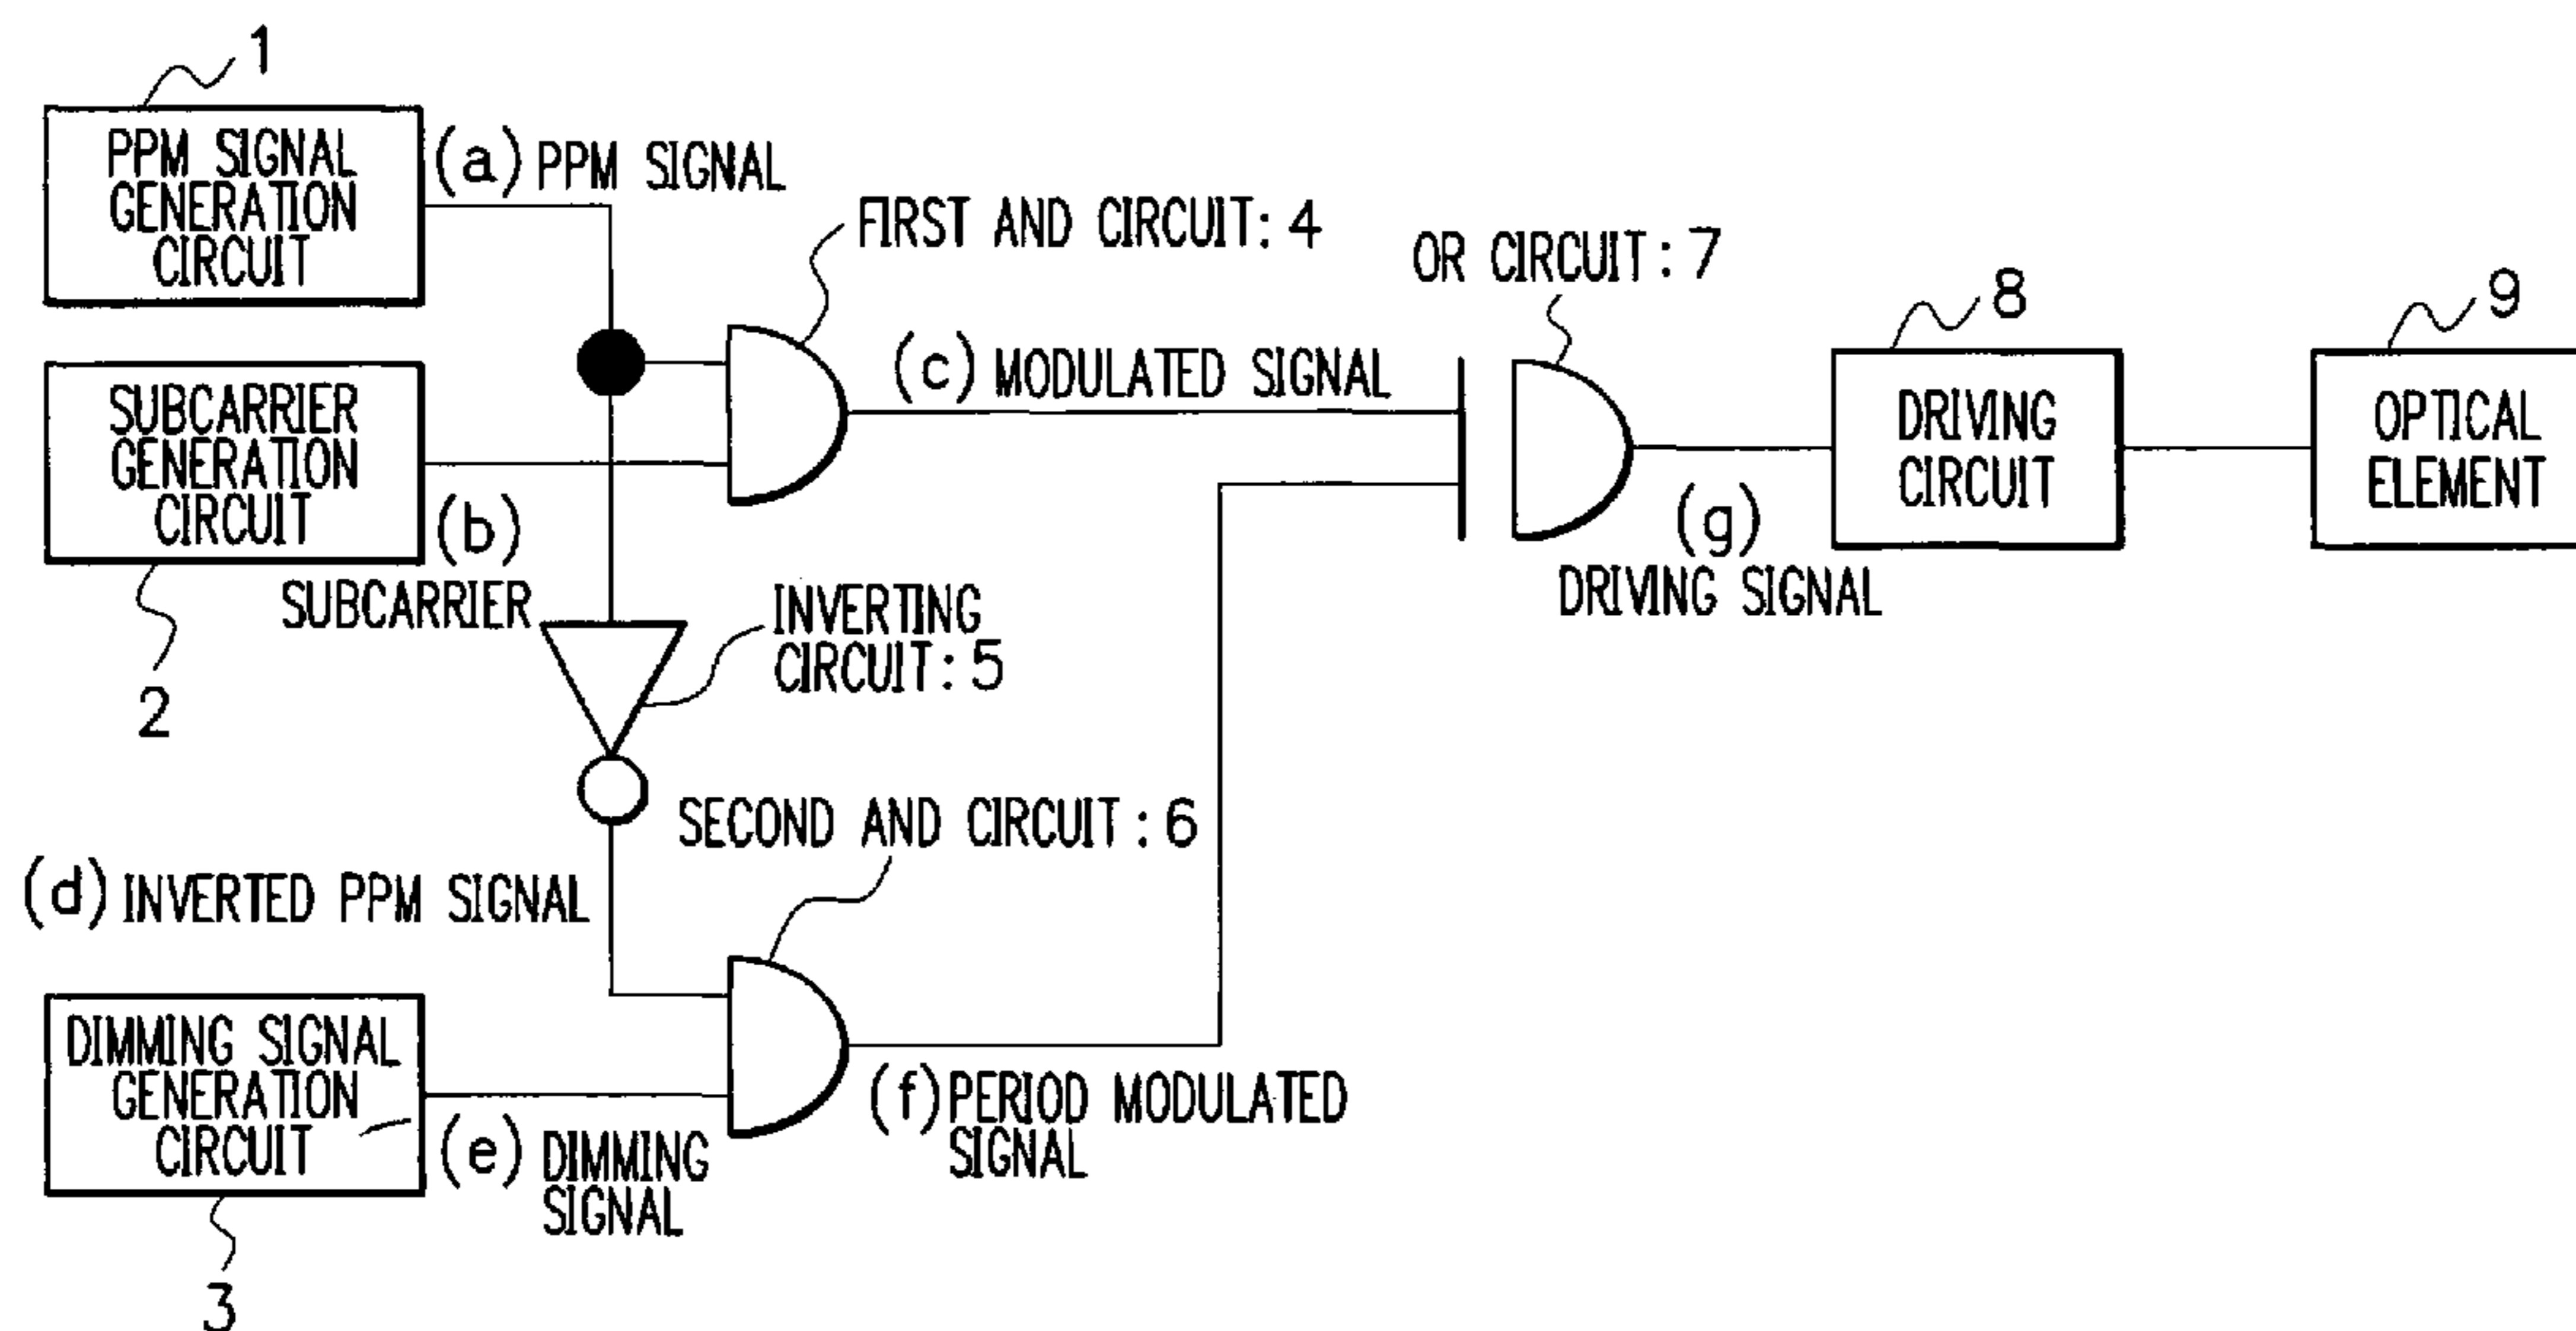 1
PPM SIGNAL
GENERATION
CIRCUIT
(a) PPM SIGNAL
FIRST AND CIRCUIT: 4
OR CIRCUIT: 7
8
9
SUBCARRIER
GENERATION
CIRCUIT
(b)
SUBCARRIER
2
(c) MODULATED SIGNAL
DRIVING
CIRCUIT
OPTICAL
ELEMENT
(g)
DRIVING SIGNAL
INVERTING
CIRCUIT: 5
SECOND AND CIRCUIT: 6
(d) INVERTED PPM SIGNAL
DIMMING SIGNAL
GENERATION
CIRCUIT
(e) DIMMING
SIGNAL
(f) PERIOD MODULATED
SIGNAL
3